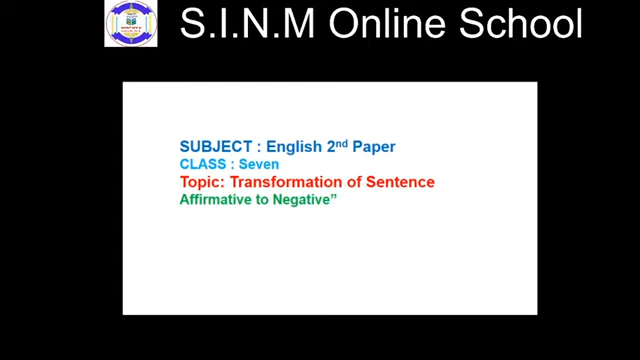 S.I.N.M Online School
SUBJECT : English 2nd Paper
CLASS : Seven
Topic: Transformation of Sentence
Affirmative to Negative”